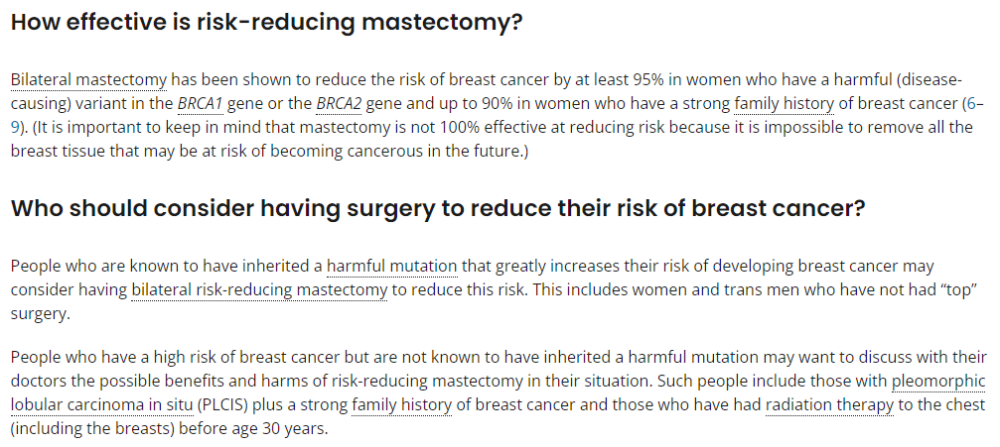 How effective is risk-reducing mastectomy?
Bilateral mastectomy has been shown to reduce the risk of breast cancer by at least 95% in women who have a harmful (disease-
causing) variant in the BRCA1 gene or the BRCA2 gene and up to 90% in women who have a strong family history of breast cancer (6–
9). (It is important to keep in mind that mastectomy is not 100% effective at reducing risk because it is impossible to remove all the
breast tissue that may be at risk of becoming cancerous in the future.)
Who should consider having surgery to reduce their risk of breast cancer?
People who are known to have inherited a harmful mutation that greatly increases their risk of developing breast cancer may
consider having bilateral risk-reducing mastectomy to reduce this risk. This includes women and trans men who have not had “top”
surgery.
People who have a high risk of breast cancer but are not known to have inherited a harmful mutation may want to discuss with their
doctors the possible benefits and harms of risk-reducing mastectomy in their situation. Such people include those with pleomorphic
lobular carcinoma in situ (PLCIS) plus a strong family history of breast cancer and those who have had radiation therapy to the chest
(including the breasts) before age 30 years.